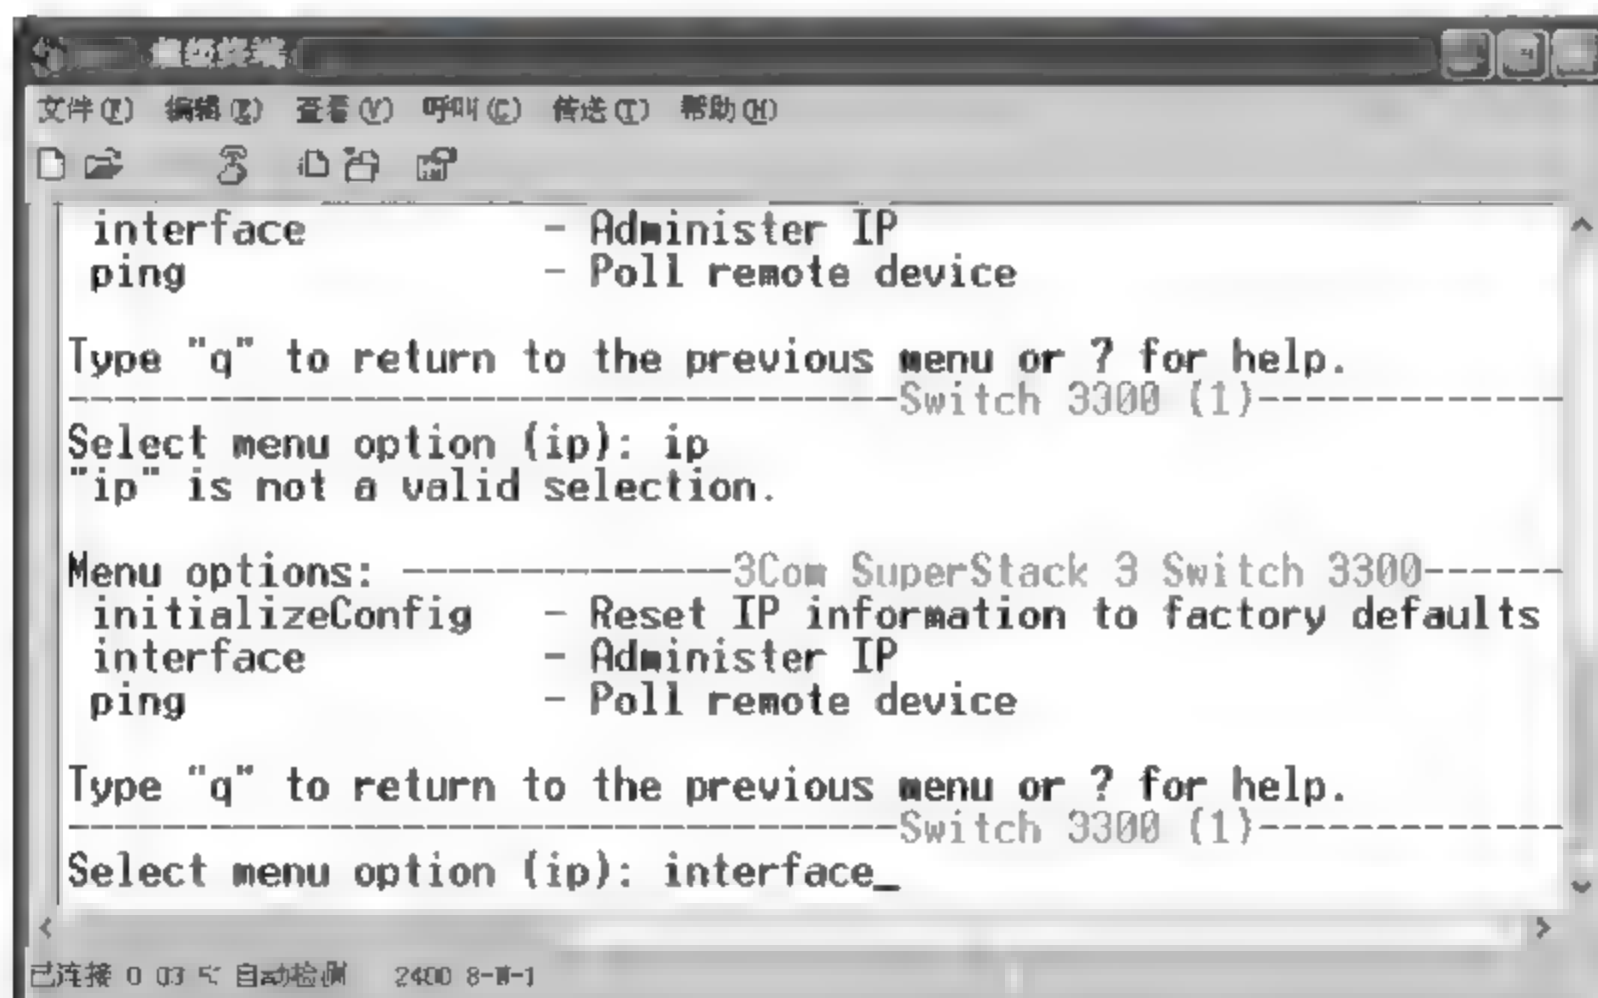 超级终端
文件(F) 编辑(E) 查看(V) 呼叫(C) 传送(T) 帮助(H)
interface - Administer IP
ping - Poll remote device
Type "q" to return to the previous menu or ? for help.
----------------------------------Switch 3300 (1)-------------
Select menu option (ip): ip
"ip" is not a valid selection.
Menu options: --------------3Com SuperStack 3 Switch 3300------
initializeConfig - Reset IP information to factory defaults
interface - Administer IP
ping - Poll remote device
Type "q" to return to the previous menu or ? for help.
----------------------------------Switch 3300 (1)-------------
Select menu option (ip): interface_
已连接 自动检测 2400 8-N-1